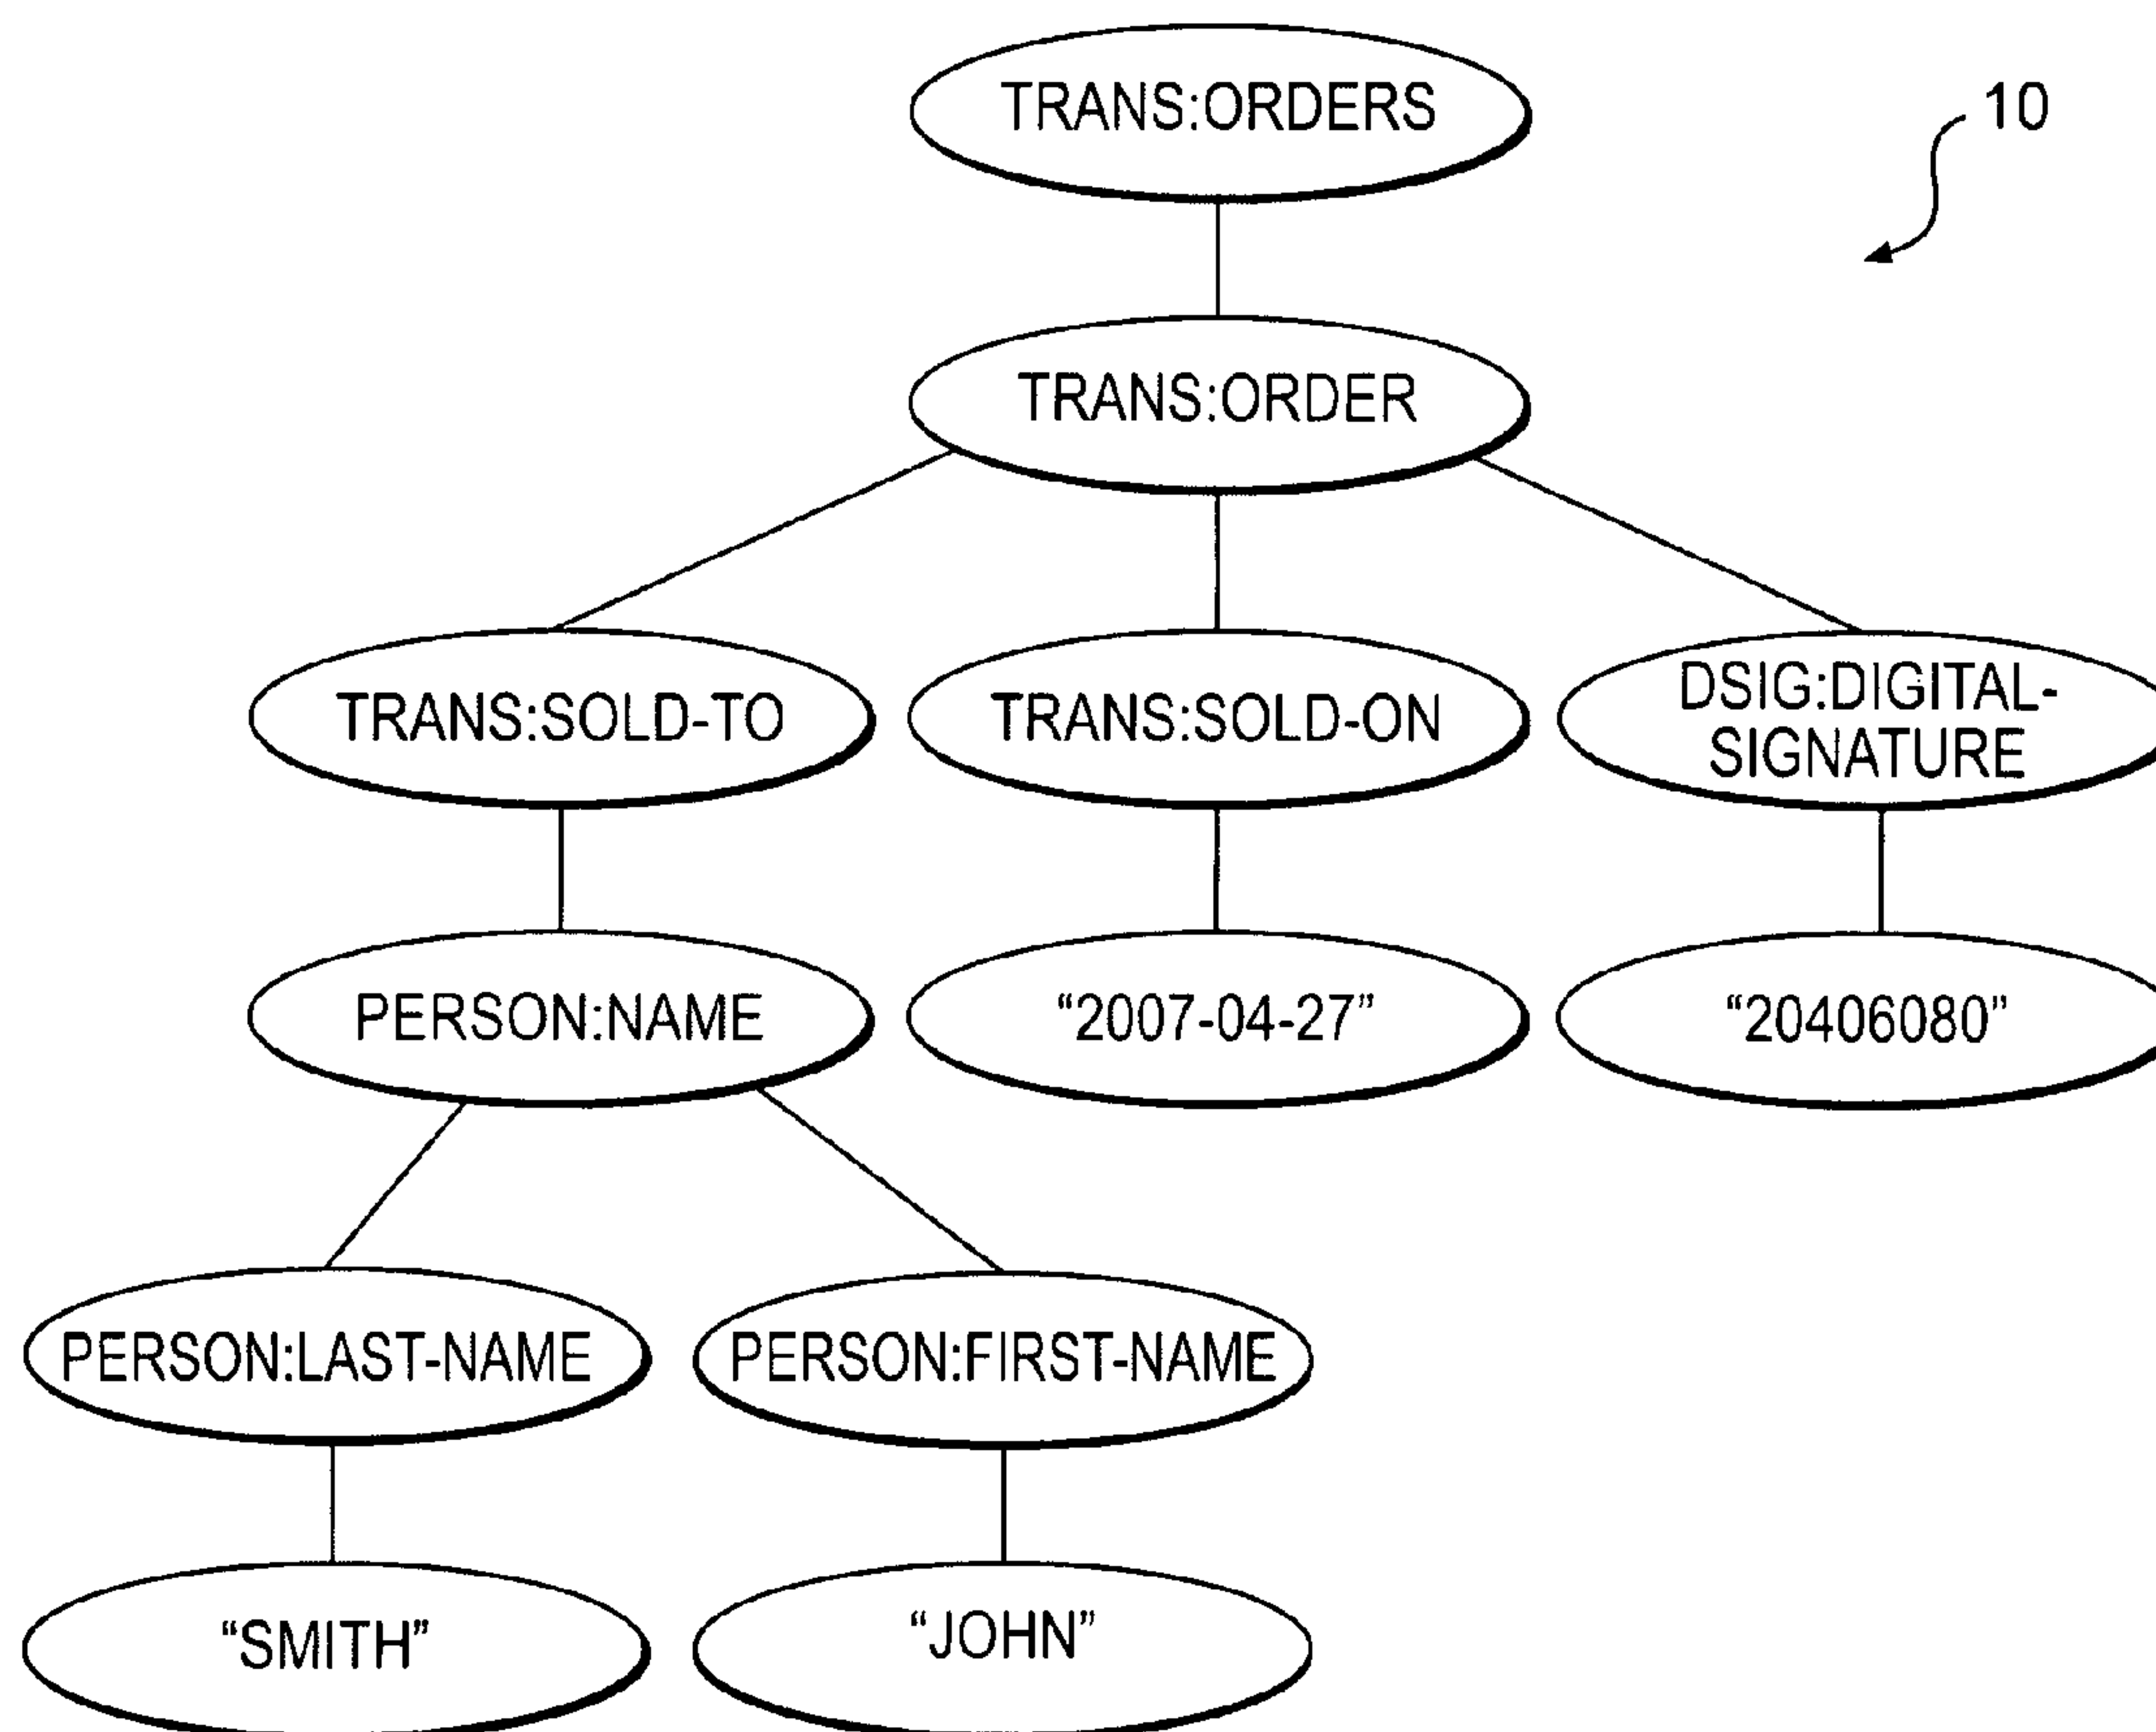 TRANS:ORDERS
10
TRANS:ORDER
TRANS:SOLD-TO
TRANS:SOLD-ON
DSIG:DIGITAL-
SIGNATURE
PERSON:NAME
“2007-04-27”
“20406080”
PERSON:LAST-NAME
PERSON:FIRST-NAME
“SMITH”
“JOHN”